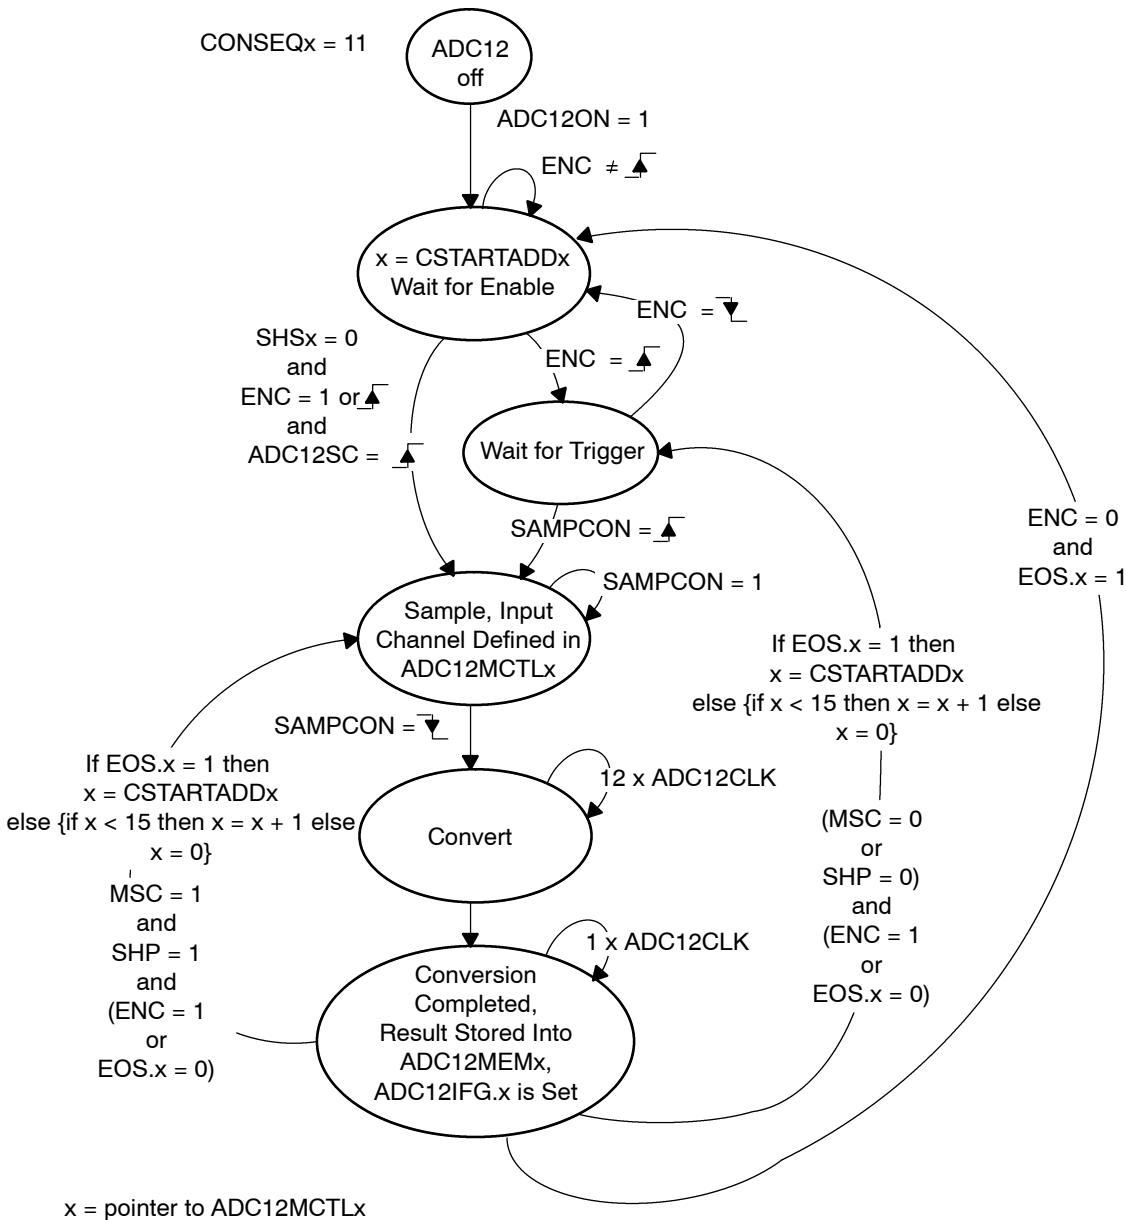 CONSEQx = 11
ADC12
off
ADC12ON = 1
ENC ≠
x = CSTARTADDx
Wait for Enable
ENC =
SHSx = 0
and
ENC = 1 or
and
ADC12SC =
ENC =
Wait for Trigger
SAMPCON =
SAMPCON = 1
Sample, Input
Channel Defined in
ADC12MCTLx
ENC = 0
and
EOS.x = 1
If EOS.x = 1 then
x = CSTARTADDx
else {if x < 15 then x = x + 1 else
x = 0}
SAMPCON =
If EOS.x = 1 then
x = CSTARTADDx
else {if x < 15 then x = x + 1 else
x = 0}
12 x ADC12CLK
Convert
(MSC = 0
or
SHP = 0)
and
(ENC = 1
or
EOS.x = 0)
MSC = 1
and
SHP = 1
and
(ENC = 1
or
EOS.x = 0)
1 x ADC12CLK
Conversion
Completed,
Result Stored Into
ADC12MEMx,
ADC12IFG.x is Set
x = pointer to ADC12MCTLx